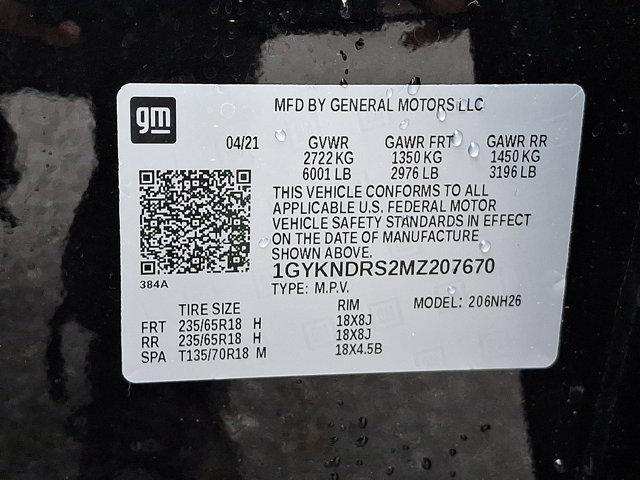 gm
MFD BY GENERAL MOTORS LLC
04/21 GVWR GAWR FRT GAWR RR
2722 KG 1350 KG 1450 KG
6001 LB 2976 LB 3196 LB
THIS VEHICLE CONFORMS TO ALL
APPLICABLE U.S. FEDERAL MOTOR
VEHICLE SAFETY STANDARDS IN EFFECT
ON THE DATE OF MANUFACTURE
SHOWN ABOVE.
384A
1GYKNDRS2MZ207670
TYPE: M.P.V.
TIRE SIZE RIM MODEL: 206NH26
FRT 235/65R18 H 18X8J
RR 235/65R18 H 18X8J
SPA T135/70R18 M 18X4.5B